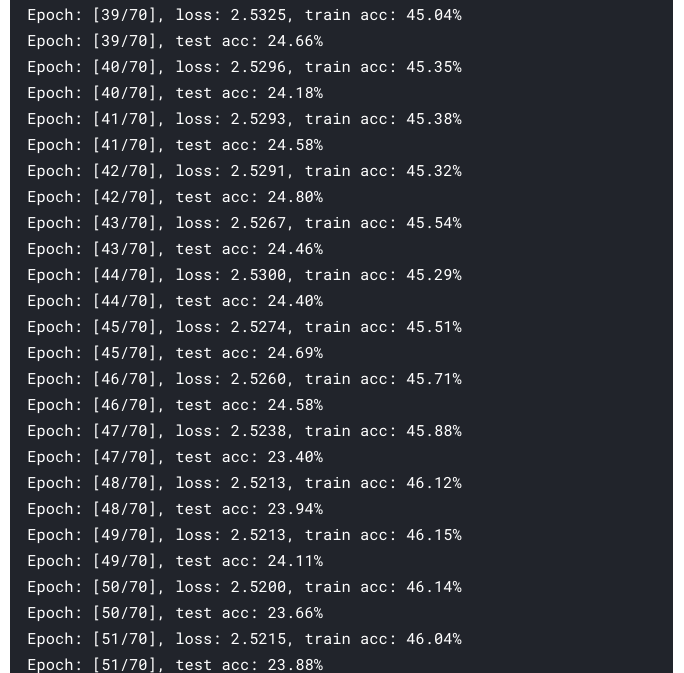 Epoch: [39/70], loss: 2.5325, train acc: 45.04%
Epoch: [39/70], test acc: 24.66%
Epoch: [40/70], loss: 2.5296, train acc: 45.35%
Epoch: [40/70], test acc: 24.18%
Epoch: [41/70], loss: 2.5293, train acc: 45.38%
Epoch: [41/70], test acc: 24.58%
Epoch: [42/70], loss: 2.5291, train acc: 45.32%
Epoch: [42/70], test acc: 24.80%
Epoch: [43/70], loss: 2.5267, train acc: 45.54%
Epoch: [43/70], test acc: 24.46%
Epoch: [44/70], loss: 2.5300, train acc: 45.29%
Epoch: [44/70], test acc: 24.40%
Epoch: [45/70], loss: 2.5274, train acc: 45.51%
Epoch: [45/70], test acc: 24.69%
Epoch: [46/70], loss: 2.5260, train acc: 45.71%
Epoch: [46/70], test acc: 24.58%
Epoch: [47/70], loss: 2.5238, train acc: 45.88%
Epoch: [47/70], test acc: 23.40%
Epoch: [48/70], loss: 2.5213, train acc: 46.12%
Epoch: [48/70], test acc: 23.94%
Epoch: [49/70], loss: 2.5213, train acc: 46.15%
Epoch: [49/70], test acc: 24.11%
Epoch: [50/70], loss: 2.5200, train acc: 46.14%
Epoch: [50/70], test acc: 23.66%
Epoch: [51/70], loss: 2.5215, train acc: 46.04%
Epoch: [51/70], test acc: 23.88%